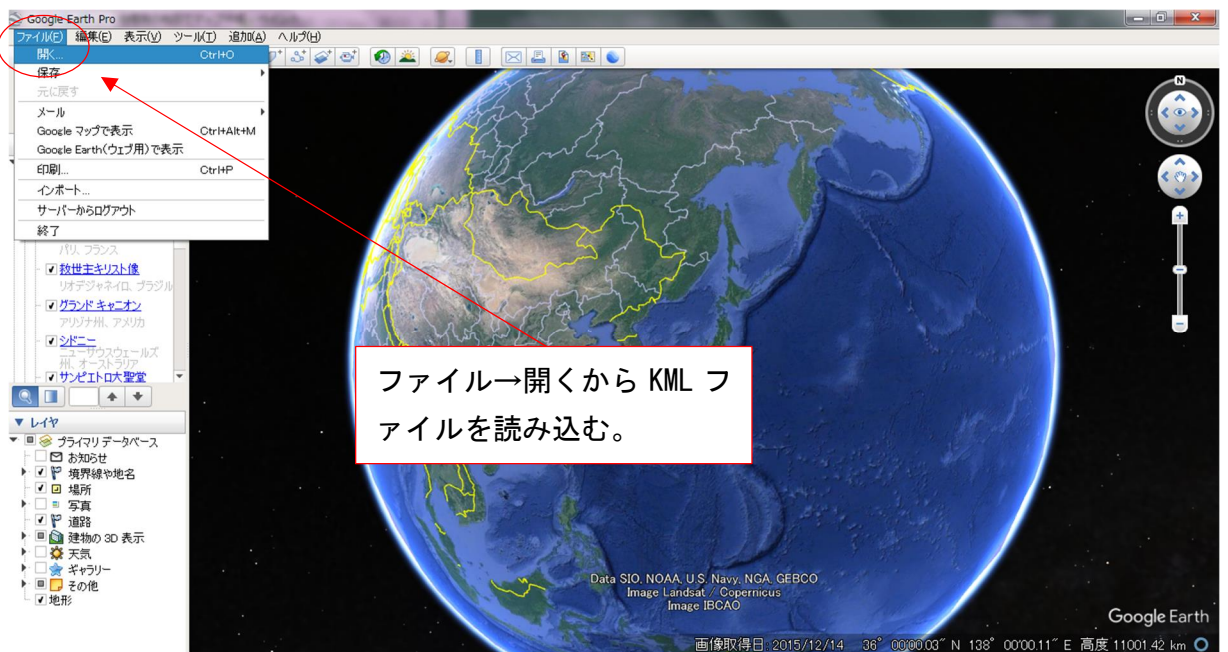 Google Earth Pro
ファイル(F) 編集(E) 表示(V) ツール(T) 追加(A) ヘルプ(H)
開く... Ctrl+O
保存
元に戻す
メール
Google マップで表示 Ctrl+Alt+M
Google Earth(ウェブ用)で表示
印刷... Ctrl+P
インポート...
サーバーからログアウト
終了
パリ、フランス
救世主キリスト像
リオデジャネイロ、ブラジル
グランド キャニオン
アリゾナ州、アメリカ
シドニー
ニューサウスウェールズ
州、オーストラリア
サンピエトロ大聖堂
レイヤ
プライマリ データベース
お知らせ
境界線や地名
場所
写真
道路
建物の 3D 表示
天気
ギャラリー
その他
地形
N
ファイル→開くから KML フ
ァイルを読み込む。
Data SIO, NOAA, U.S. Navy, NGA, GEBCO
Image Landsat / Copernicus
Image IBCAO
Google Earth
画像取得日: 2015/12/14 36° 00'00.03" N 138° 00'00.11" E 高度 11001.42 km